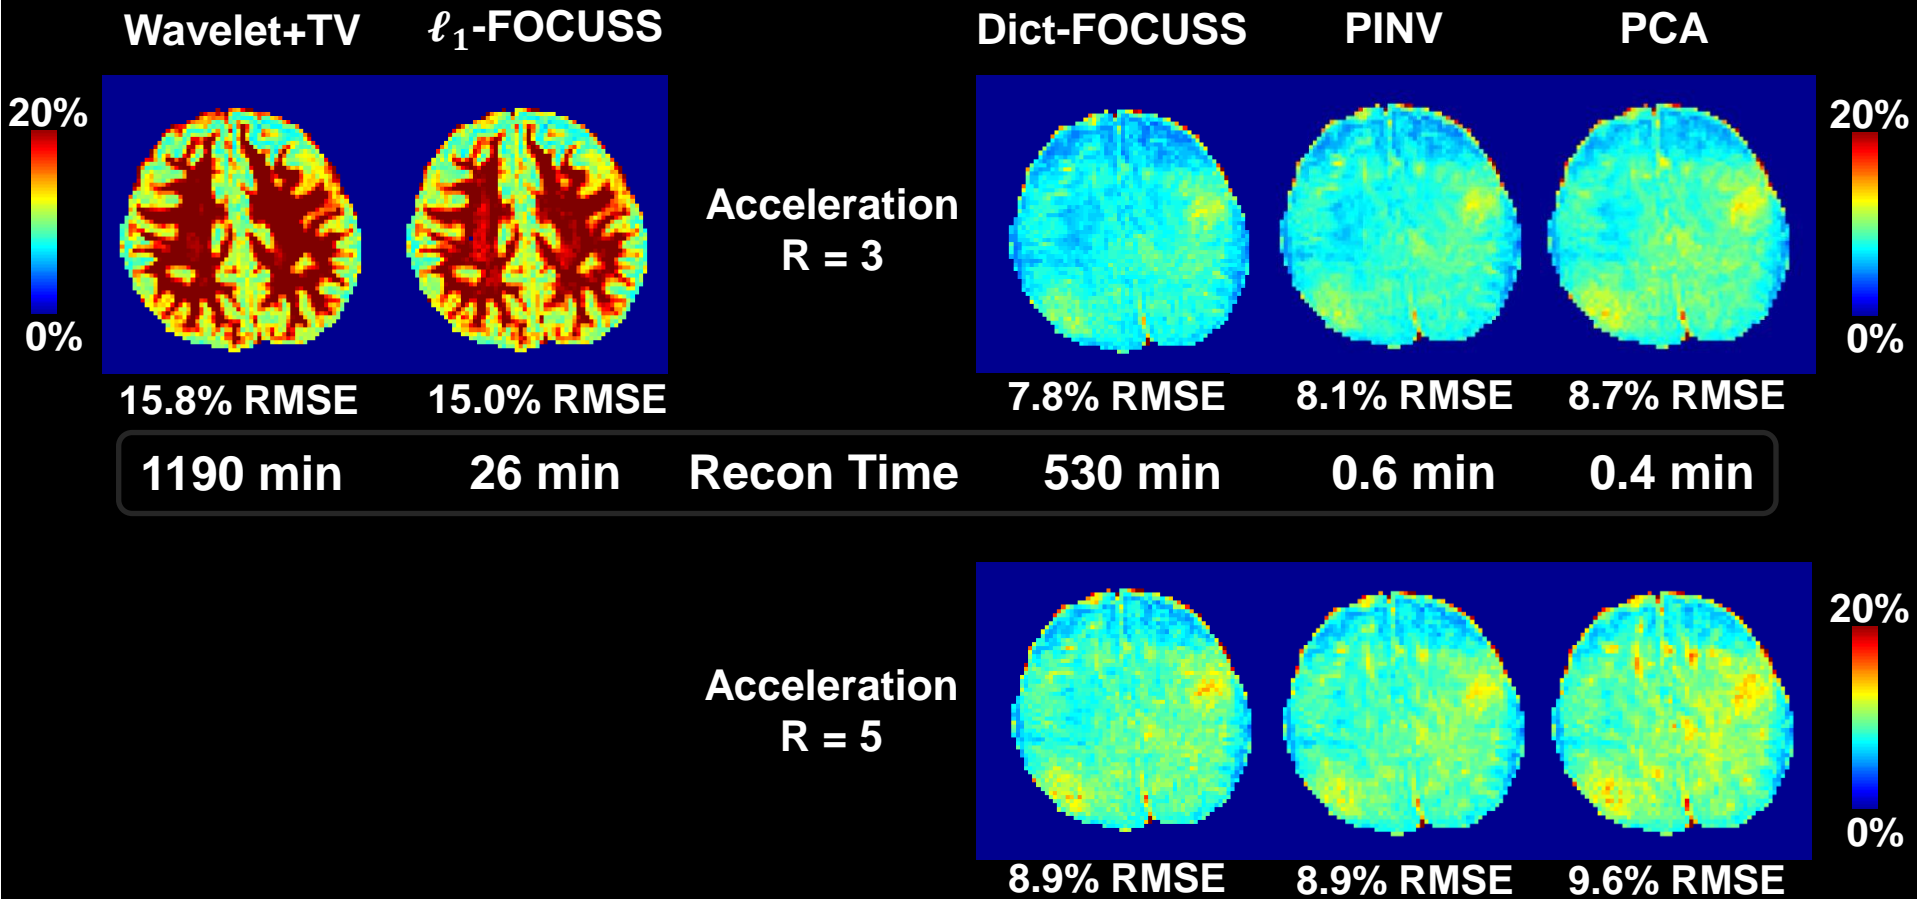 Wavelet+TV ℓ1-FOCUSS Dict-FOCUSS PINV PCA
20% 20%
Acceleration
R = 3
0% 0%
15.8% RMSE 15.0% RMSE 7.8% RMSE 8.1% RMSE 8.7% RMSE
1190 min 26 min Recon Time 530 min 0.6 min 0.4 min
20%
Acceleration
R = 5
0%
8.9% RMSE 8.9% RMSE 9.6% RMSE